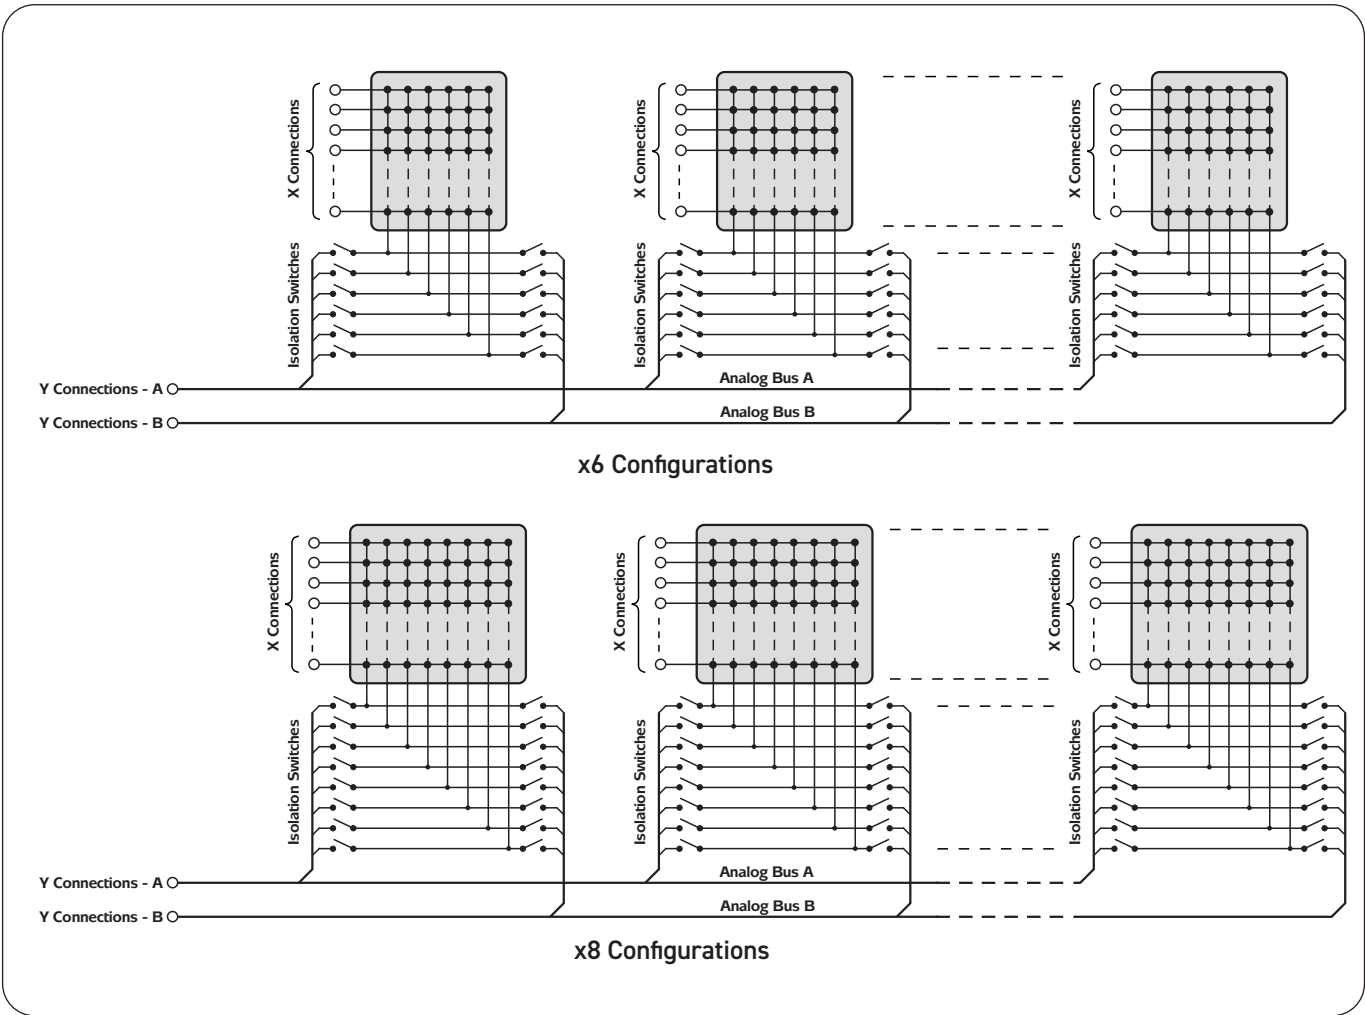 X Connections
X Connections
X Connections
Isolation Switches
Isolation Switches
Isolation Switches
Y Connections - A
Analog Bus A
Y Connections - B
Analog Bus B
x6 Configurations
X Connections
X Connections
X Connections
Isolation Switches
Isolation Switches
Isolation Switches
Y Connections - A
Analog Bus A
Y Connections - B
Analog Bus B
x8 Configurations